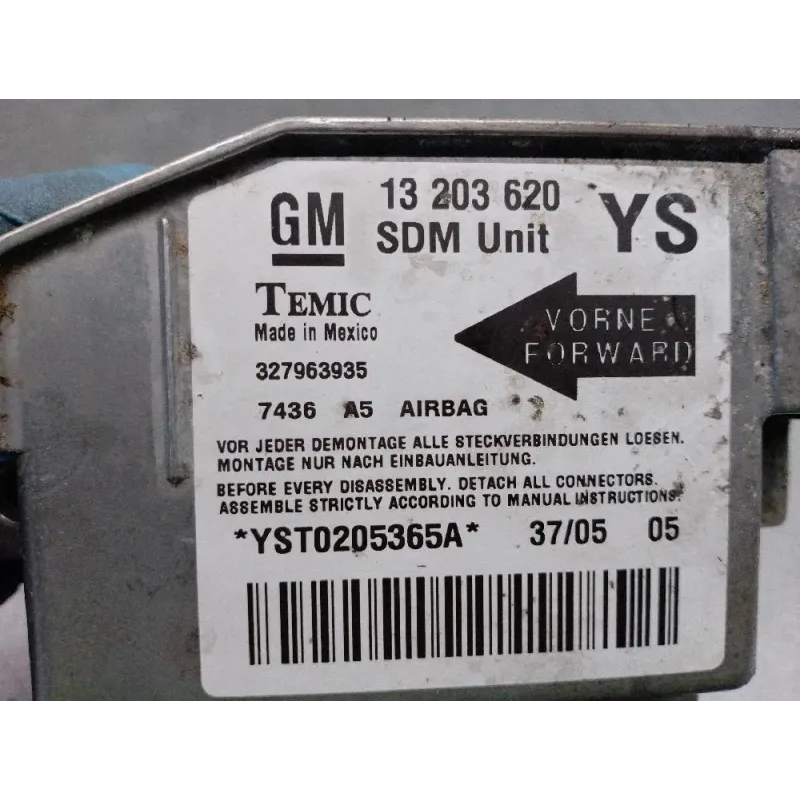 GM 13 203 620 YS
SDM Unit
TEMIC
Made in Mexico
VORNE
FORWARD
327963935
7436 A5 AIRBAG
VOR JEDER DEMONTAGE ALLE STECKVERBINDUNGEN LOESEN.
MONTAGE NUR NACH EINBAUANLEITUNG.
BEFORE EVERY DISASSEMBLY. DETACH ALL CONNECTORS.
ASSEMBLE STRICTLY ACCORDING TO MANUAL INSTRUCTIONS.
*YST0205365A* 37/05 05